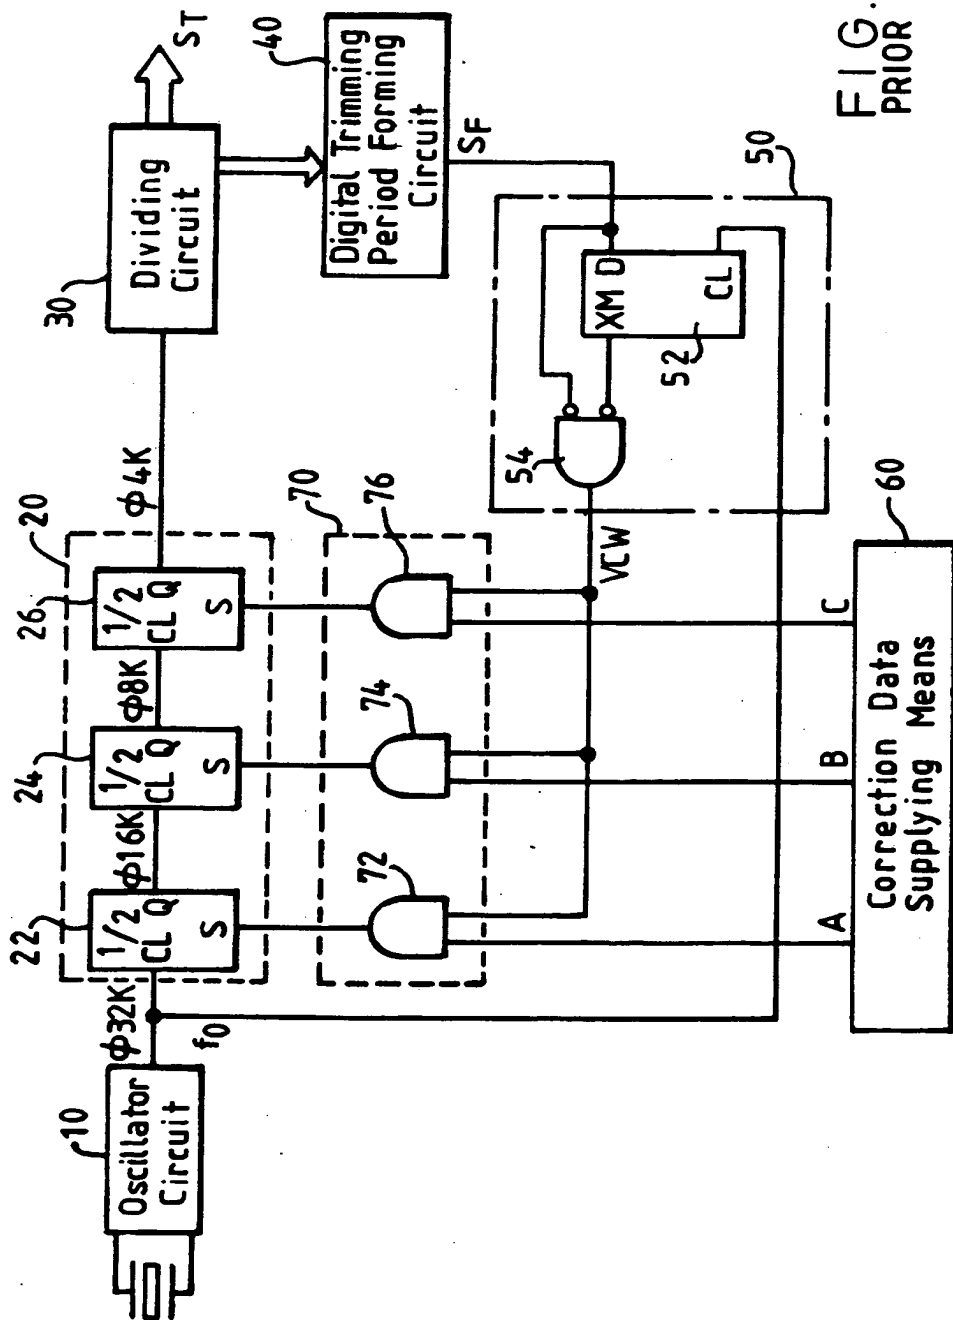 10
Oscillator
Circuit
φ32K
f0
20
22
1/2
CL Q
S
φ16K
24
1/2
CL Q
S
φ8K
26
1/2
CL Q
S
φ4K
30
Dividing
Circuit
ST
40
Digital Trimming
Period Forming
Circuit
SF
70
72
74
76
VCW
50
54
XM D
CL
52
A
B
C
60
Correction Data
Supplying Means
FIG.
PRIOR